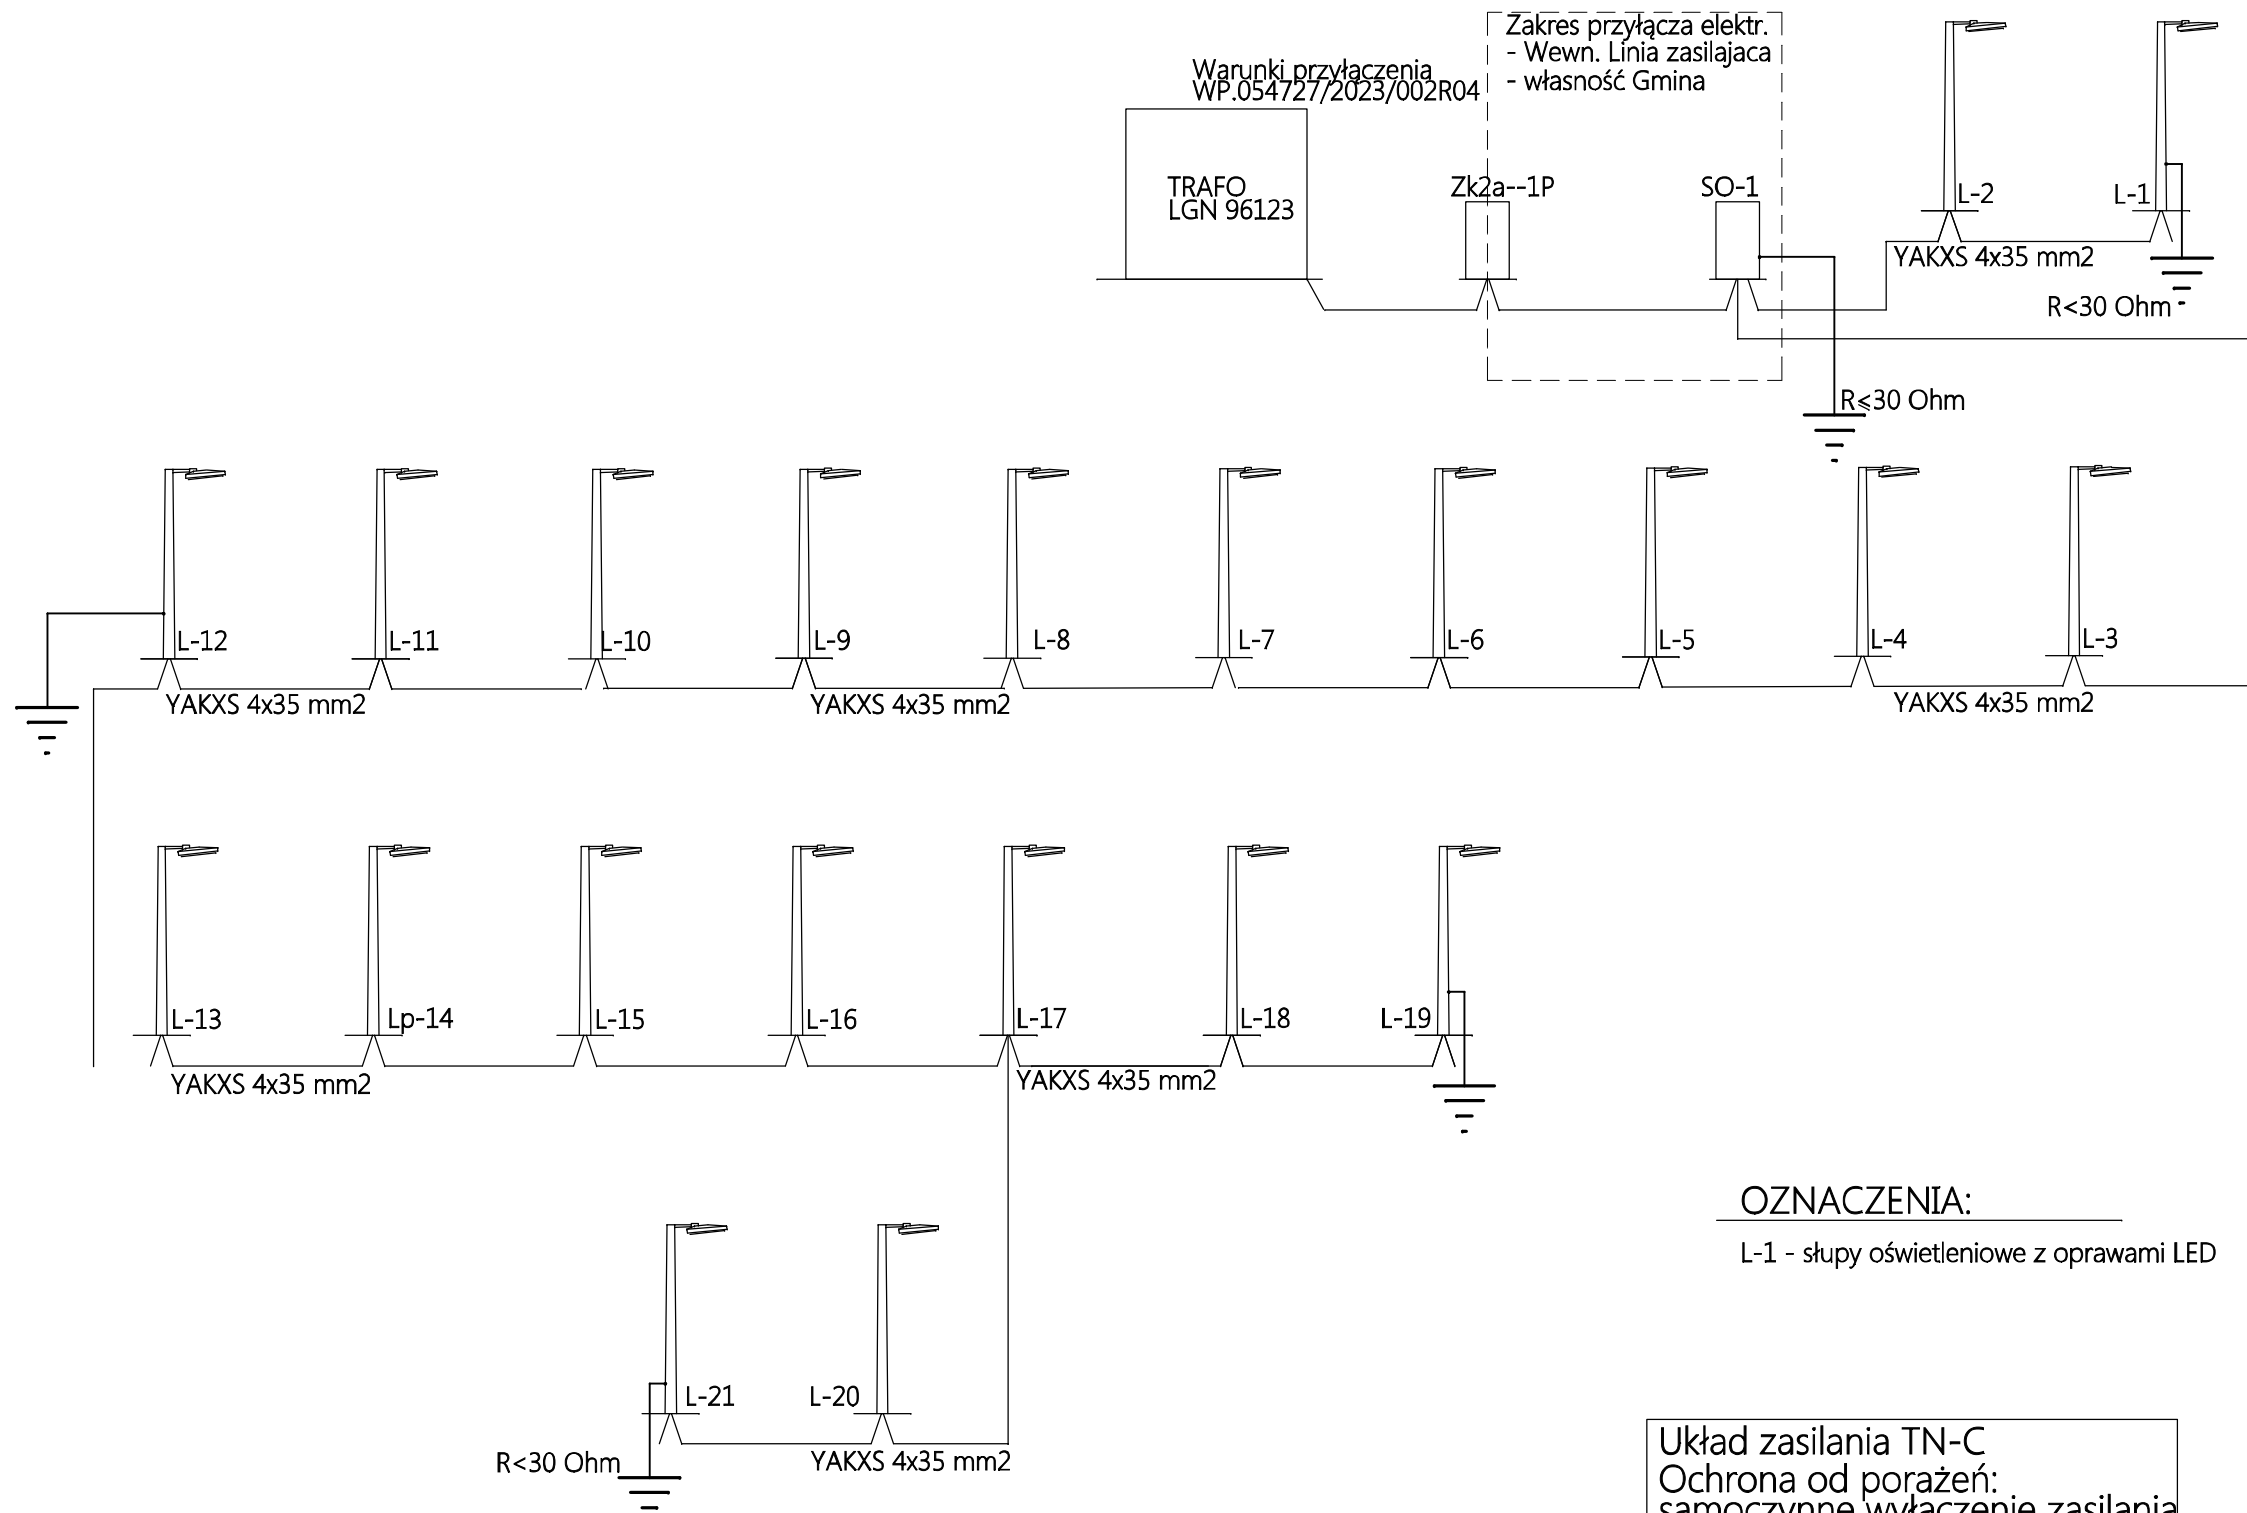 Zakres przyłącza elektr.
- Wewn. Linia zasilajaca
- własność Gmina
Warunki przyłączenia
WP.054727/2023/002R04
TRAFO
LGN 96123
Zk2a--1P
SO-1
L-2
L-1
YAKXS 4x35 mm2
R<30 Ohm
R≤30 Ohm
L-12
L-11
L-10
L-9
L-8
L-7
L-6
L-5
L-4
L-3
YAKXS 4x35 mm2
YAKXS 4x35 mm2
YAKXS 4x35 mm2
L-13
Lp-14
L-15
L-16
L-17
L-18
L-19
YAKXS 4x35 mm2
YAKXS 4x35 mm2
OZNACZENIA:
L-1 - słupy oświetleniowe z oprawami LED
L-21
L-20
R<30 Ohm
YAKXS 4x35 mm2
Układ zasilania TN-C
Ochrona od porażeń:
samoczynne wyłączenie zasilania